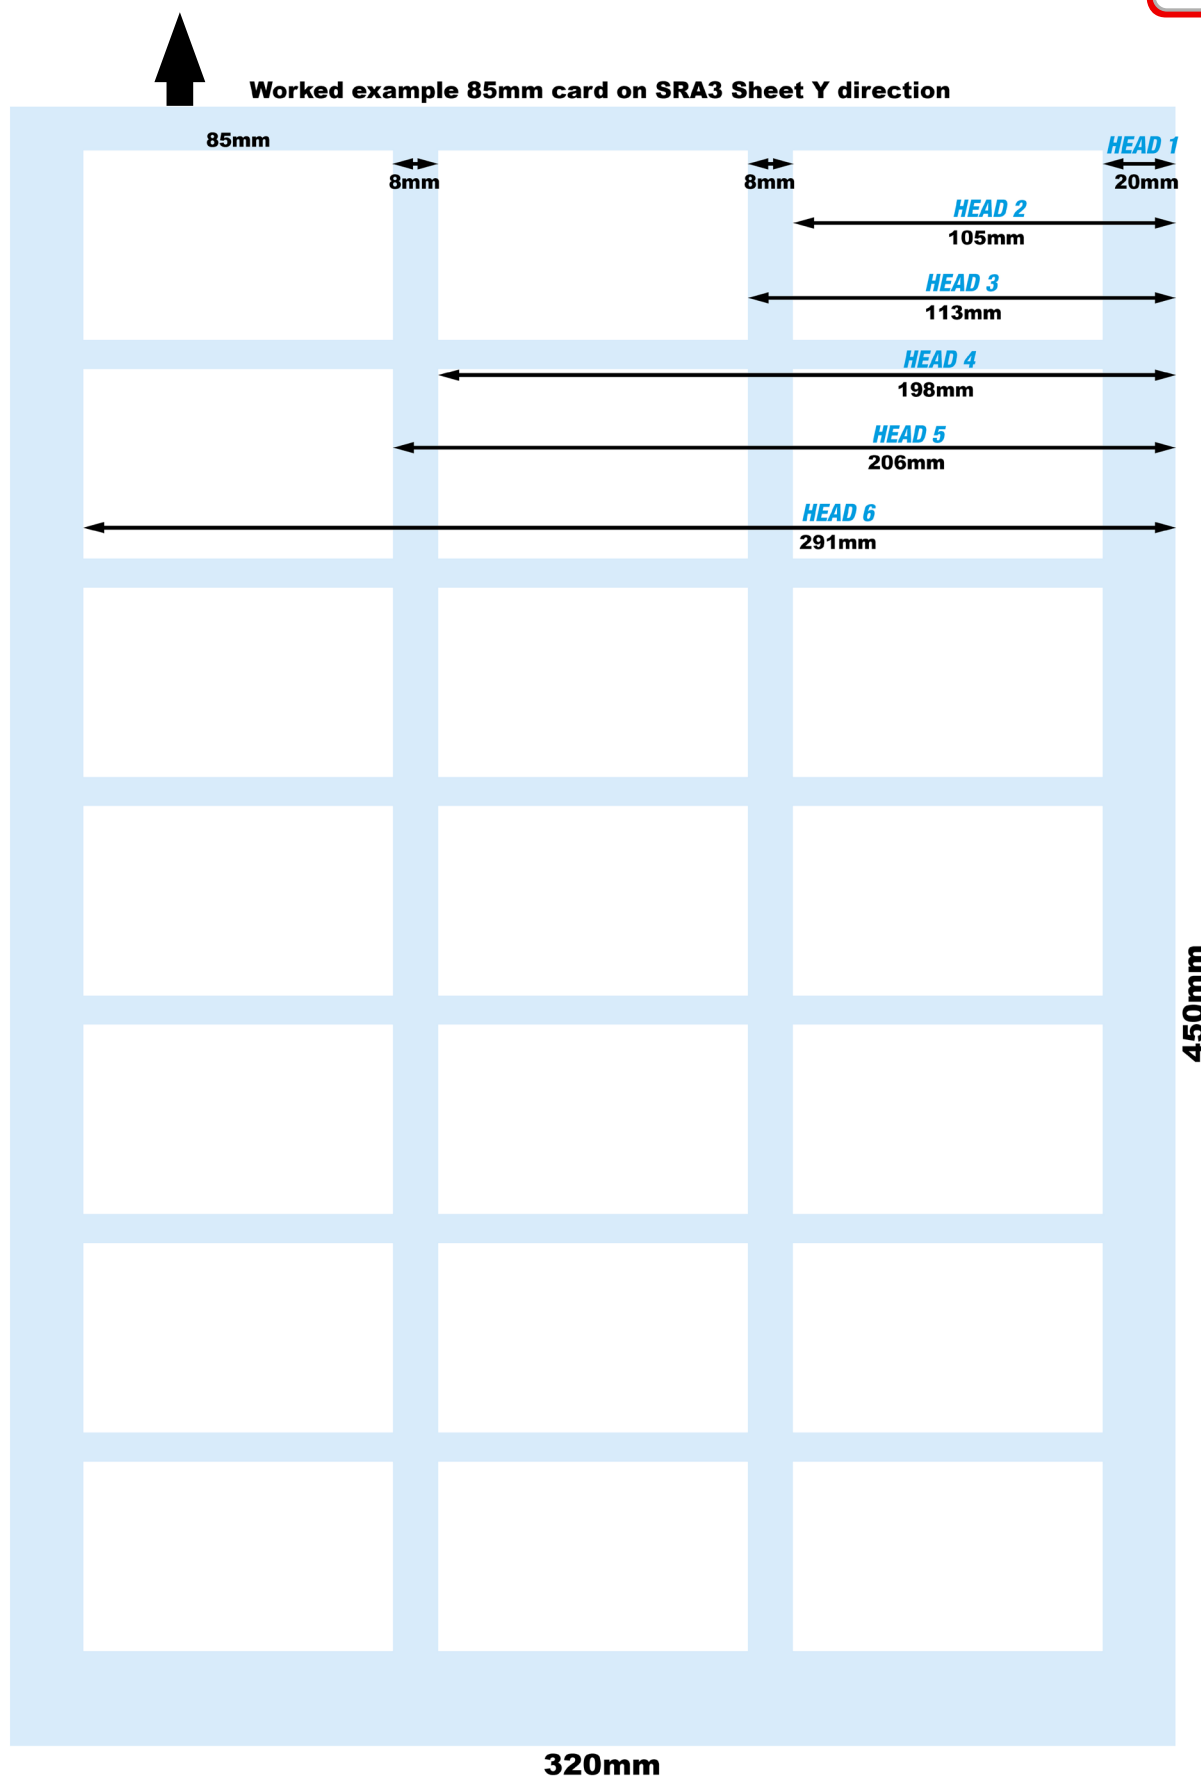 Worked example 85mm card on SRA3 Sheet Y direction
85mm
HEAD 1
8mm
8mm
20mm
HEAD 2
105mm
HEAD 3
113mm
HEAD 4
198mm
HEAD 5
206mm
HEAD 6
291mm
450mm
320mm